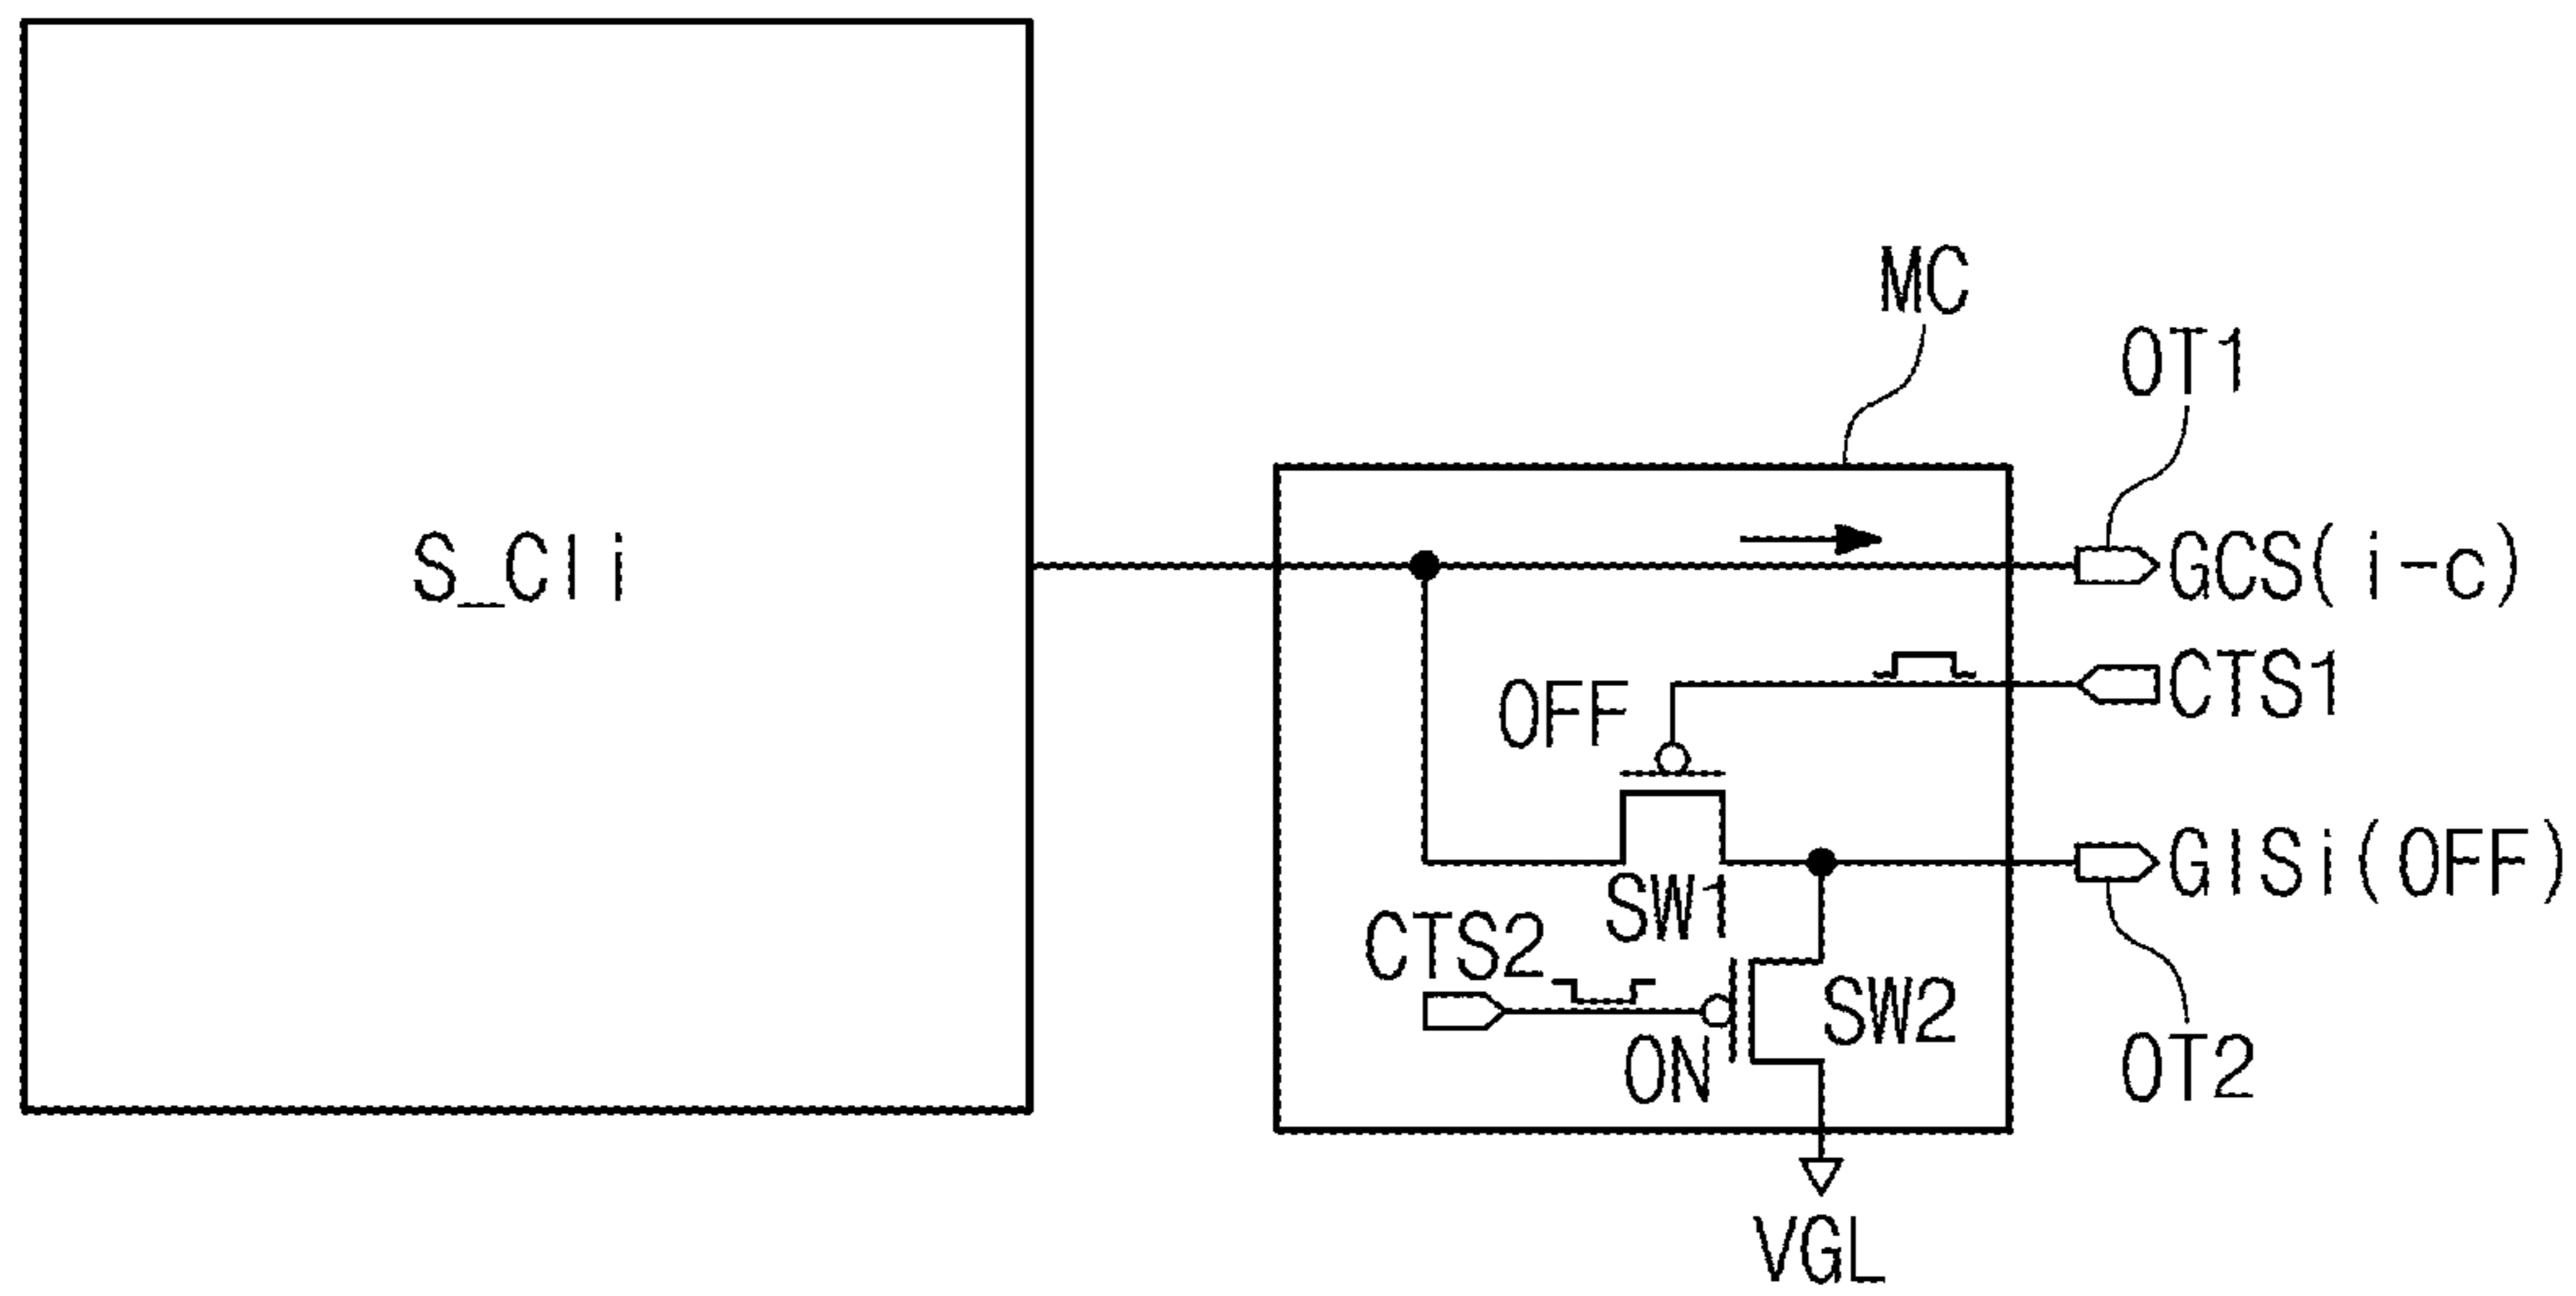 MC
OT1
S_CIi
GCS(i-c)
OFF
CTS1
SW1
GISi(OFF)
CTS2
SW2
ON
OT2
VGL